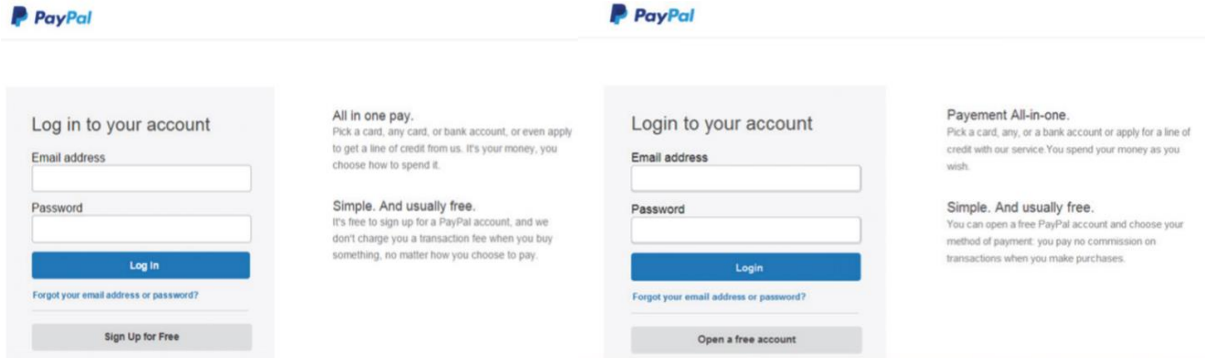 PayPal
Log in to your account
Email address
Password
Log In
Forgot your email address or password?
Sign Up for Free
All in one pay.
Pick a card, any card, or bank account, or even apply
to get a line of credit from us. It's your money, you
choose how to spend it.
Simple. And usually free.
It's free to sign up for a PayPal account, and we
don't charge you a transaction fee when you buy
something, no matter how you choose to pay.
PayPal
Login to your account
Email address
Password
Login
Forgot your email address or password?
Open a free account
Payement All-in-one.
Pick a card, any, or a bank account or apply for a line of
credit with our service You spend your money as you
wish.
Simple. And usually free.
You can open a free PayPal account and choose your
method of payment: you pay no commission on
transactions when you make purchases.